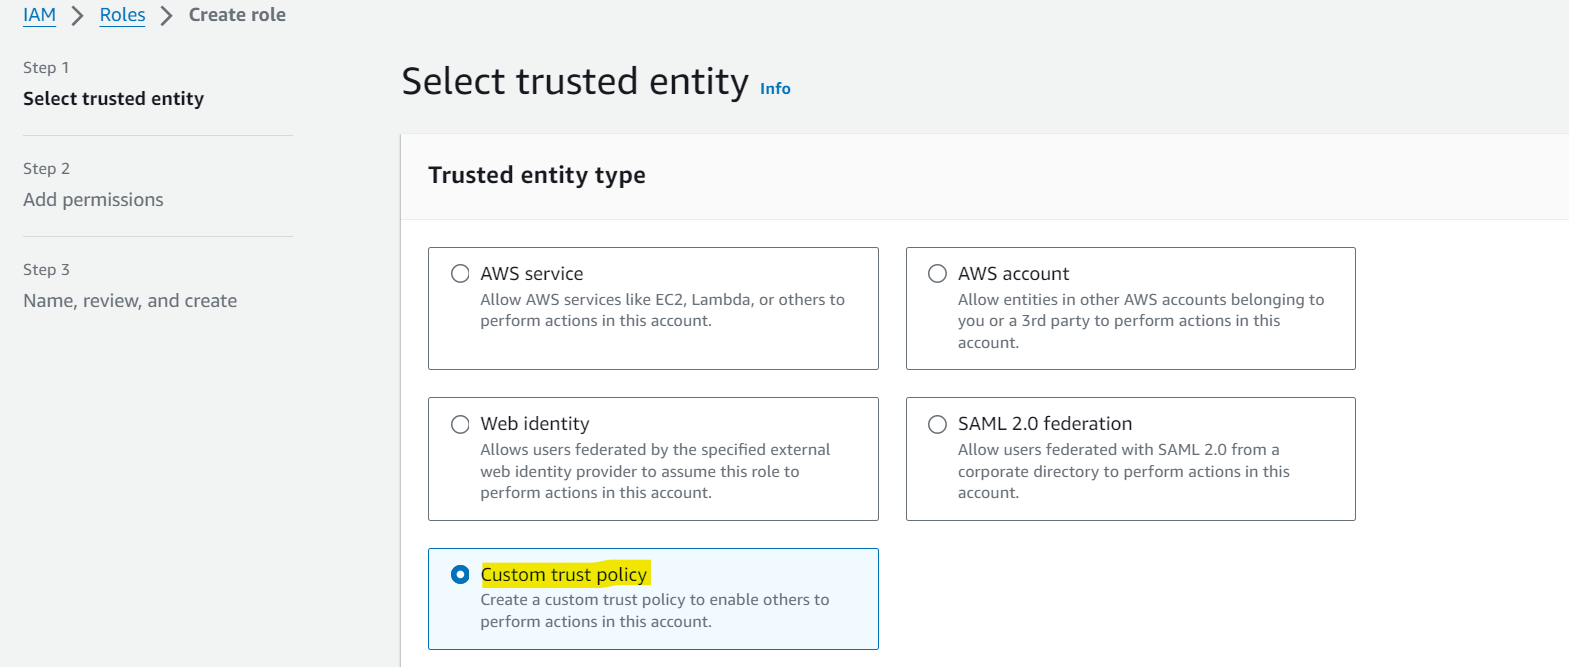 IAM > Roles > Create role
Step 1
Select trusted entity
Step 2
Add permissions
Step 3
Name, review, and create
Select trusted entity Info
Trusted entity type
AWS service
Allow AWS services like EC2, Lambda, or others to
perform actions in this account.
AWS account
Allow entities in other AWS accounts belonging to
you or a 3rd party to perform actions in this
account.
Web identity
Allows users federated by the specified external
web identity provider to assume this role to
perform actions in this account.
SAML 2.0 federation
Allow users federated with SAML 2.0 from a
corporate directory to perform actions in this
account.
Custom trust policy
Create a custom trust policy to enable others to
perform actions in this account.